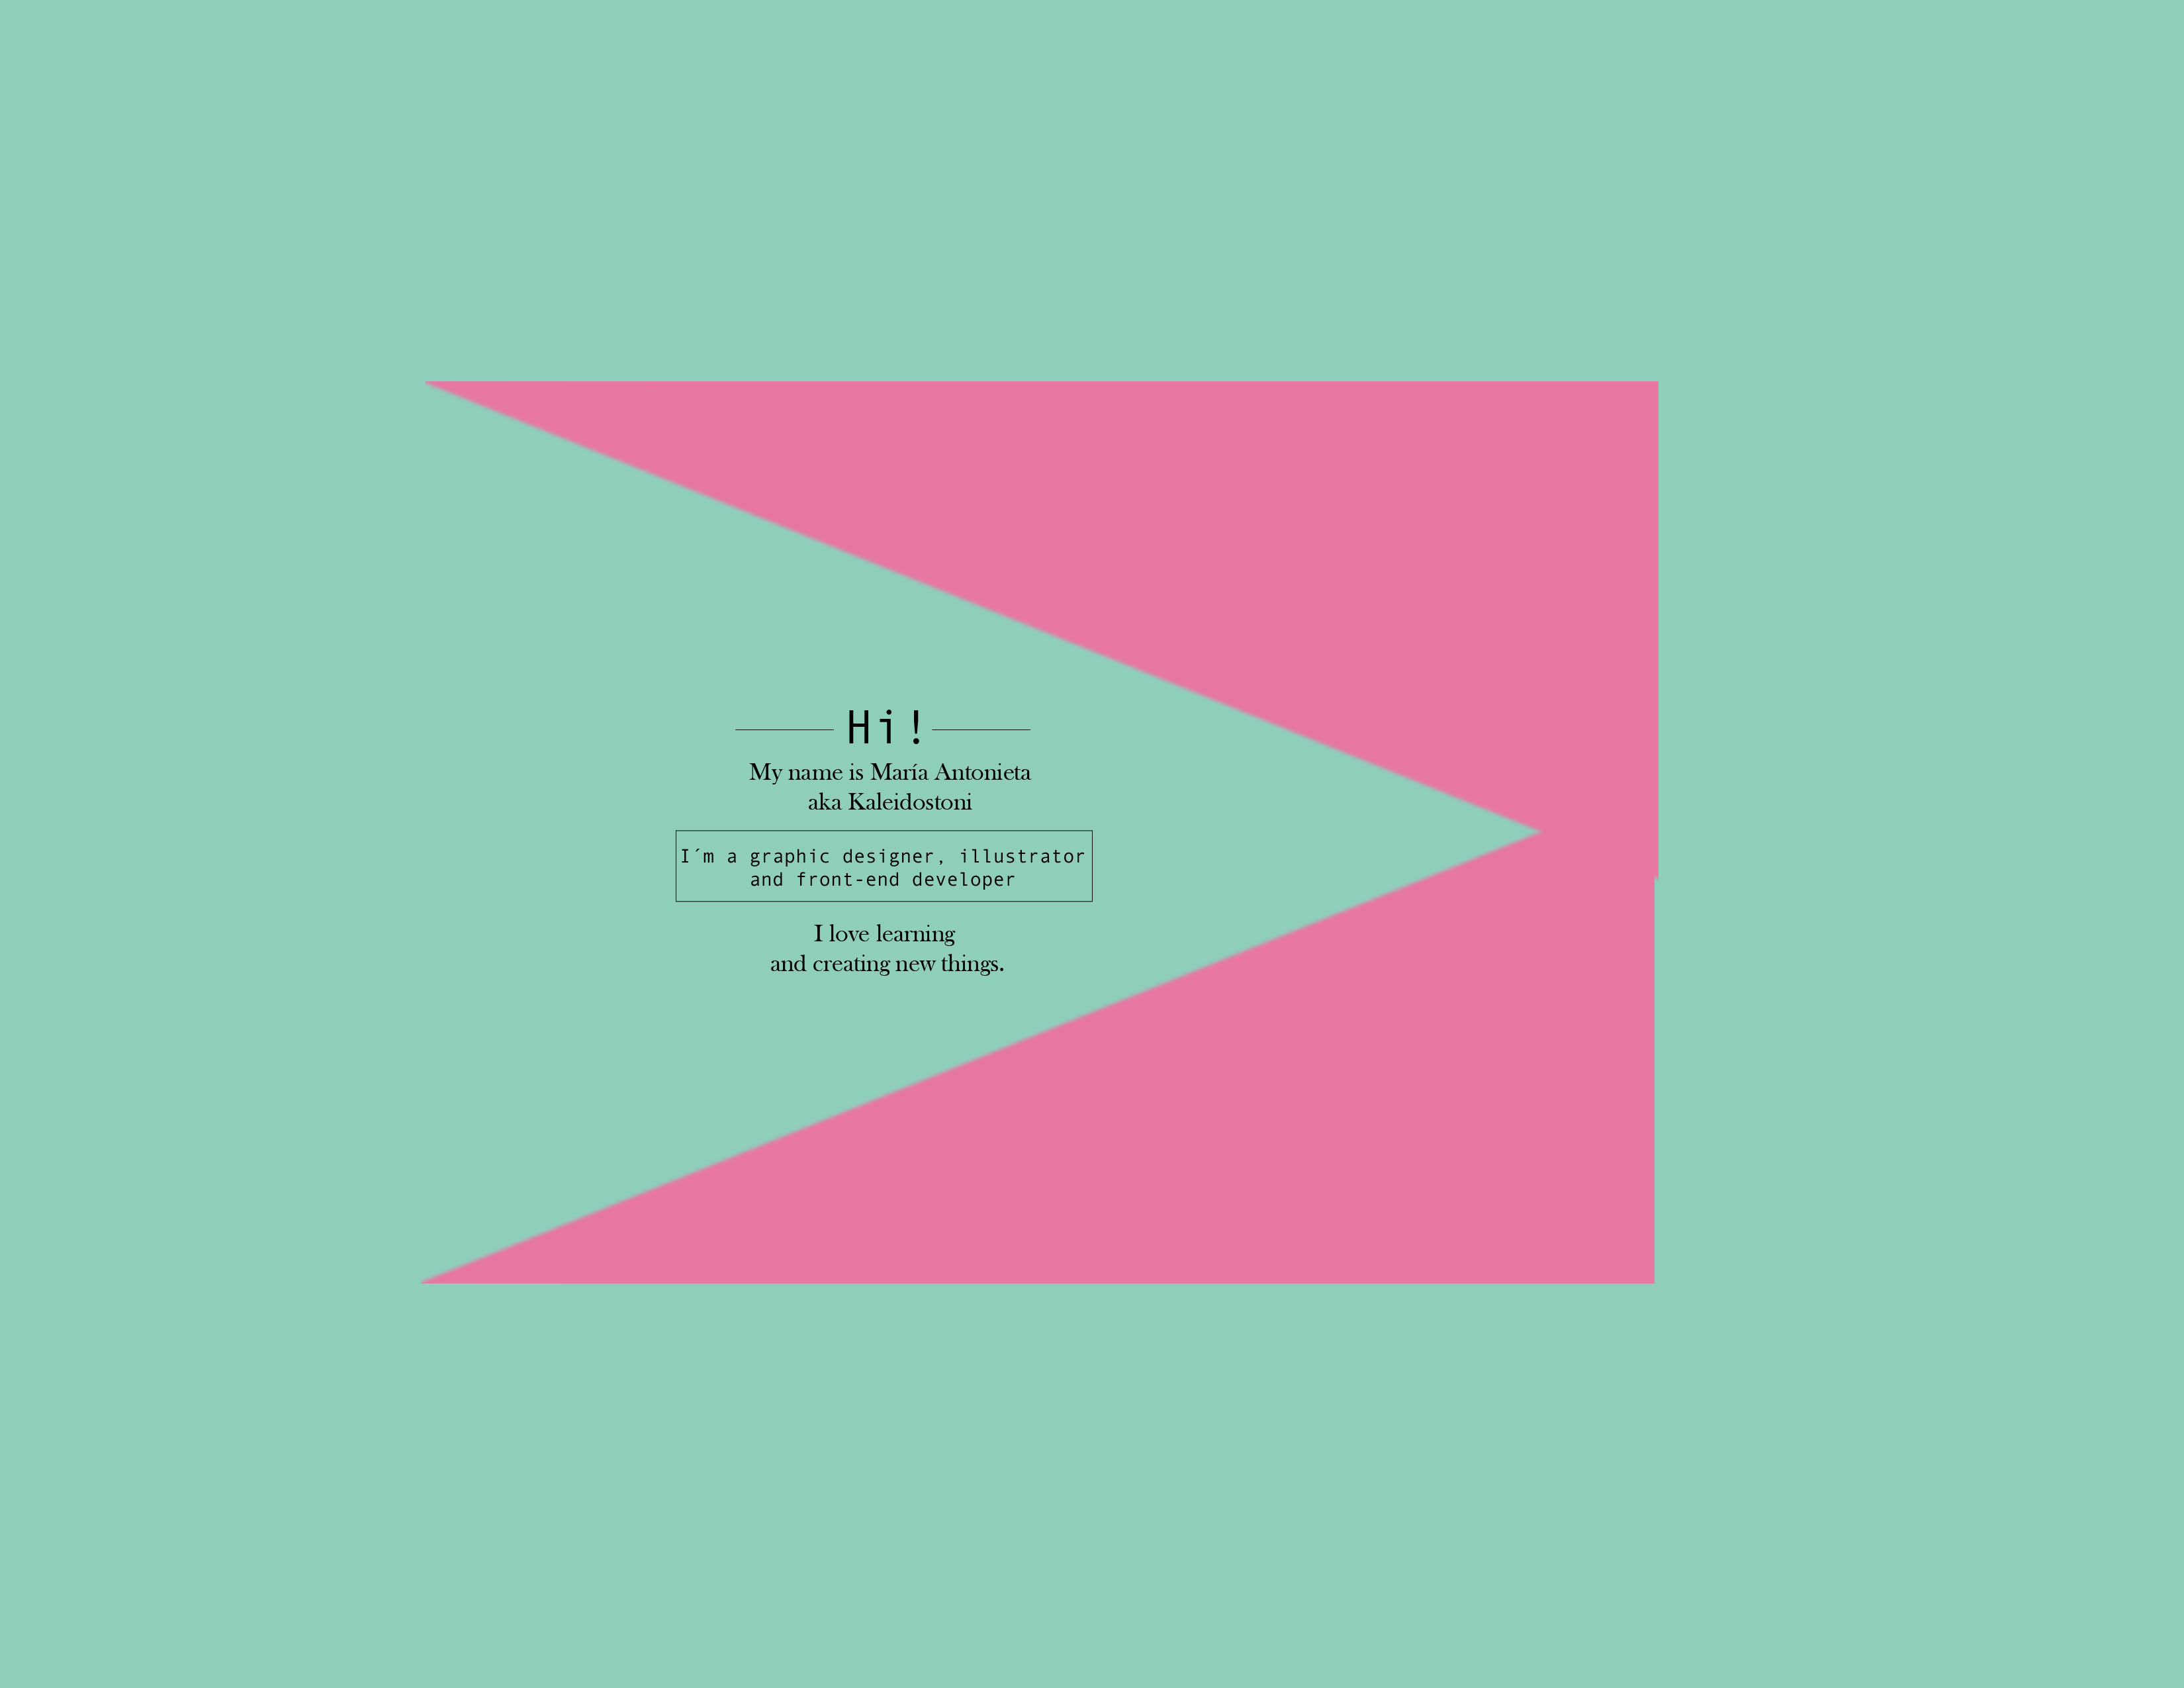 Hi!
My name is María Antonieta
aka Kaleidostoni
I´m a graphic designer, illustrator
and front-end developer
I love learning
and creating new things.